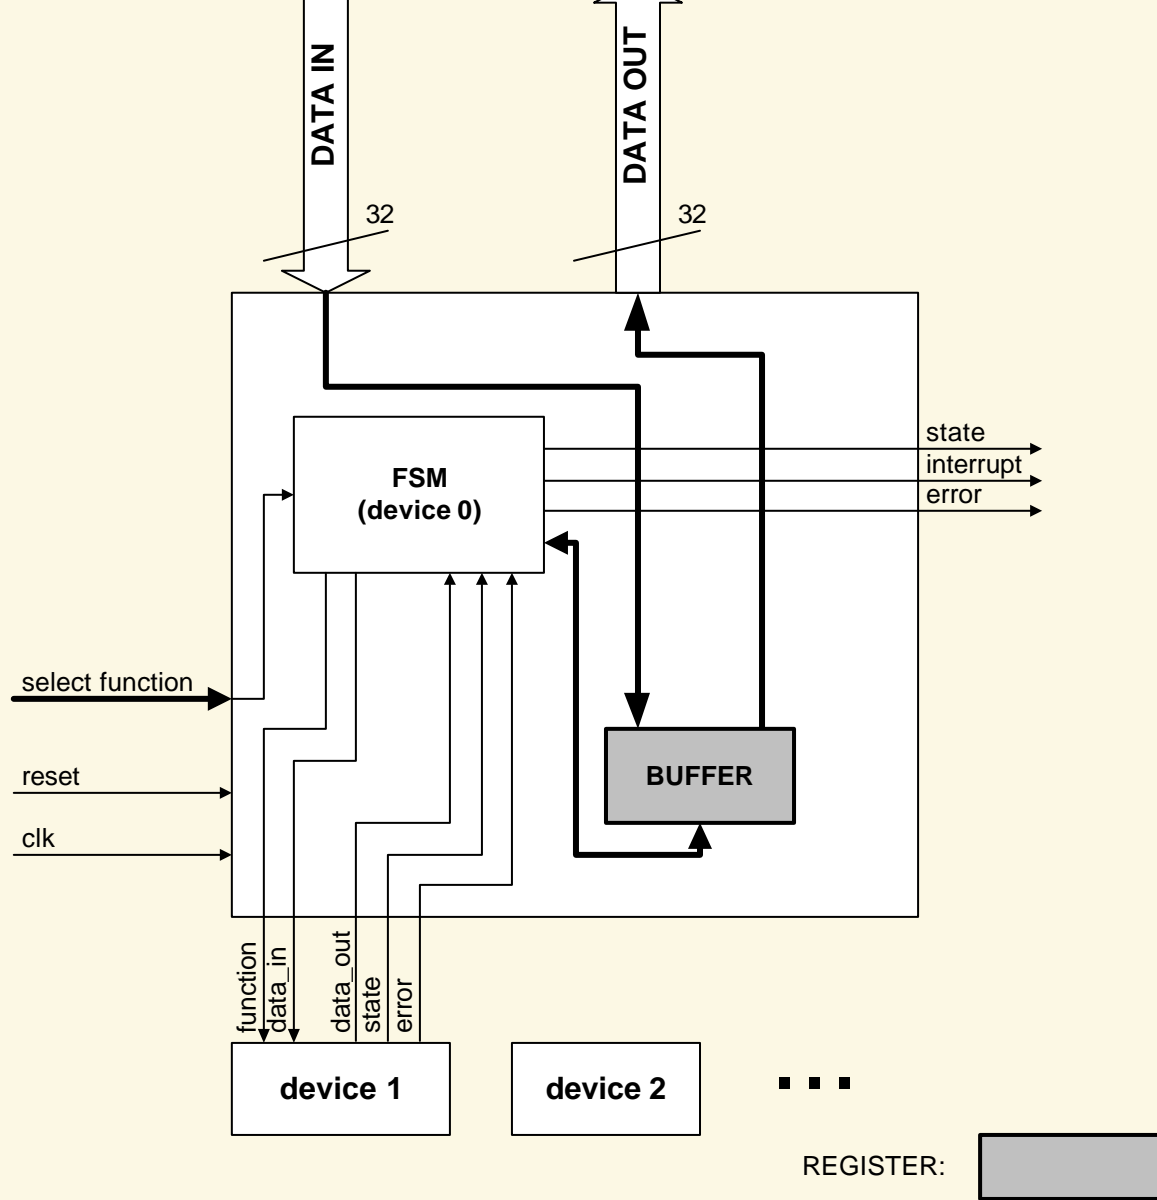 DATA IN
DATA OUT
32
32
state
interrupt
error
FSM
(device 0)
select function
reset
clk
BUFFER
function
data_in
data_out
state
error
device 1
device 2
...
REGISTER: